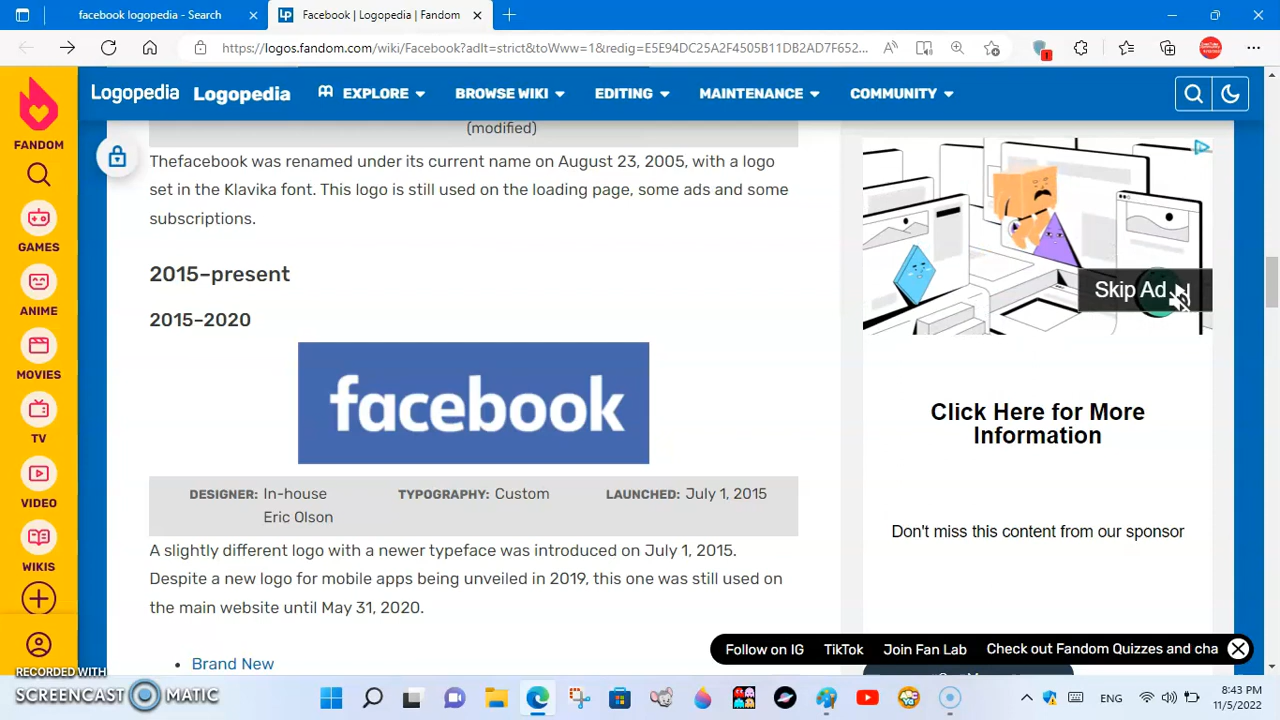 facebook logopedia - Search
Facebook | Logopedia | Fandom
https://logos.fandom.com/wiki/Facebook?adlt=strict&toWww=1&redig=E5E94DC25A2F4505B11DB2AD7F652...
Logopedia Logopedia EXPLORE BROWSE WIKI EDITING MAINTENANCE COMMUNITY
FANDOM
GAMES
ANIME
MOVIES
TV
VIDEO
WIKIS
(modified)
Thefacebook was renamed under its current name on August 23, 2005, with a logo
set in the Klavika font. This logo is still used on the loading page, some ads and some
subscriptions.
2015–present
2015–2020
facebook
DESIGNER: In-house
Eric Olson
TYPOGRAPHY: Custom
LAUNCHED: July 1, 2015
A slightly different logo with a newer typeface was introduced on July 1, 2015.
Despite a new logo for mobile apps being unveiled in 2019, this one was still used on
the main website until May 31, 2020.
• Brand New
Skip Ad
Click Here for More
Information
Don't miss this content from our sponsor
Follow on IG TikTok Join Fan Lab Check out Fandom Quizzes and cha
RECORDED WITH
SCREENCAST MATIC
ENG
8:43 PM
11/5/2022